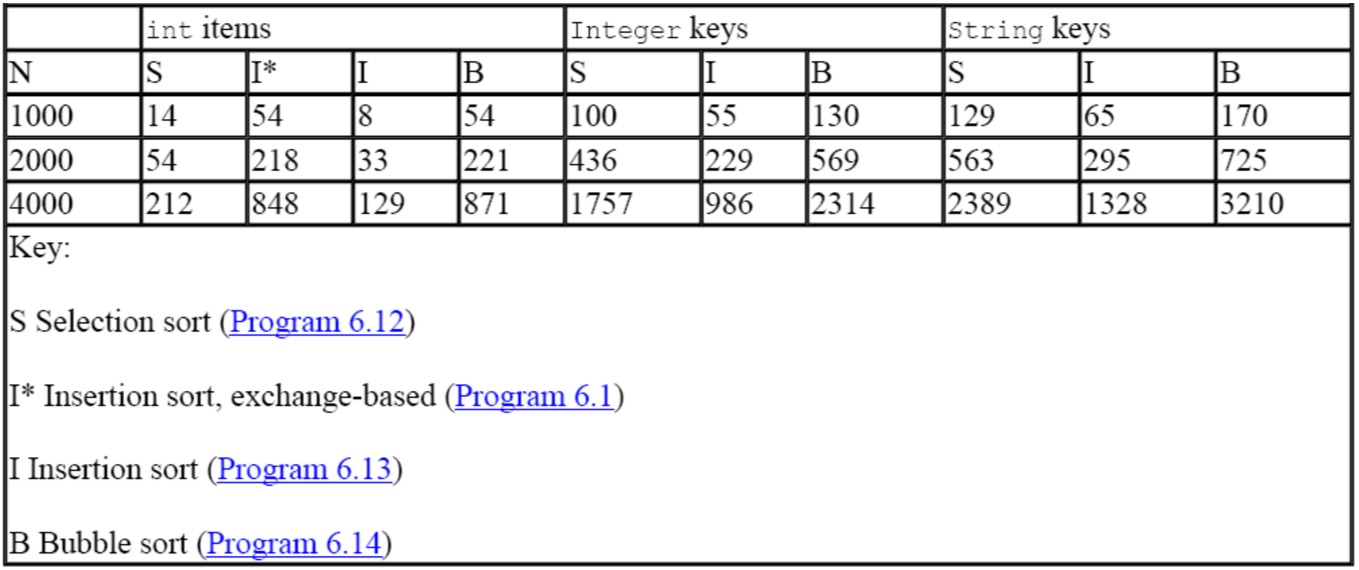 int items Integer keys String keys
N S I* I B S I B S I B
1000 14 54 8 54 100 55 130 129 65 170
2000 54 218 33 221 436 229 569 563 295 725
4000 212 848 129 871 1757 986 2314 2389 1328 3210
Key:
S Selection sort (Program 6.12)
I* Insertion sort, exchange-based (Program 6.1)
I Insertion sort (Program 6.13)
B Bubble sort (Program 6.14)